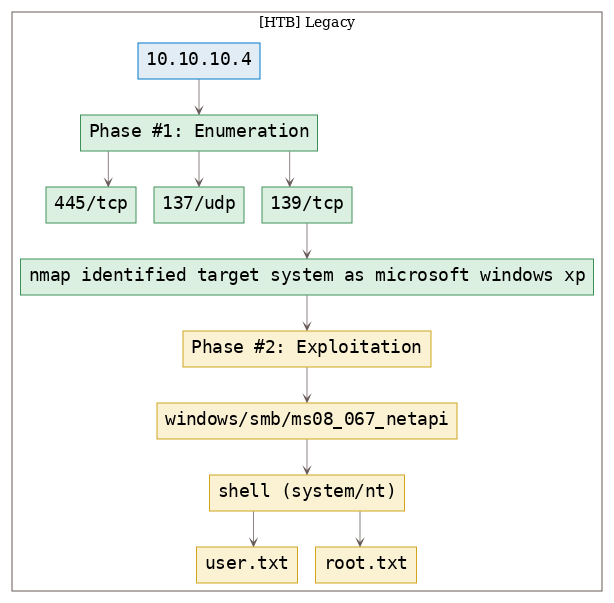 [HTB] Legacy
10.10.10.4
Phase #1: Enumeration
445/tcp
137/udp
139/tcp
nmap identified target system as microsoft windows xp
Phase #2: Exploitation
windows/smb/ms08_067_netapi
shell (system/nt)
user.txt
root.txt